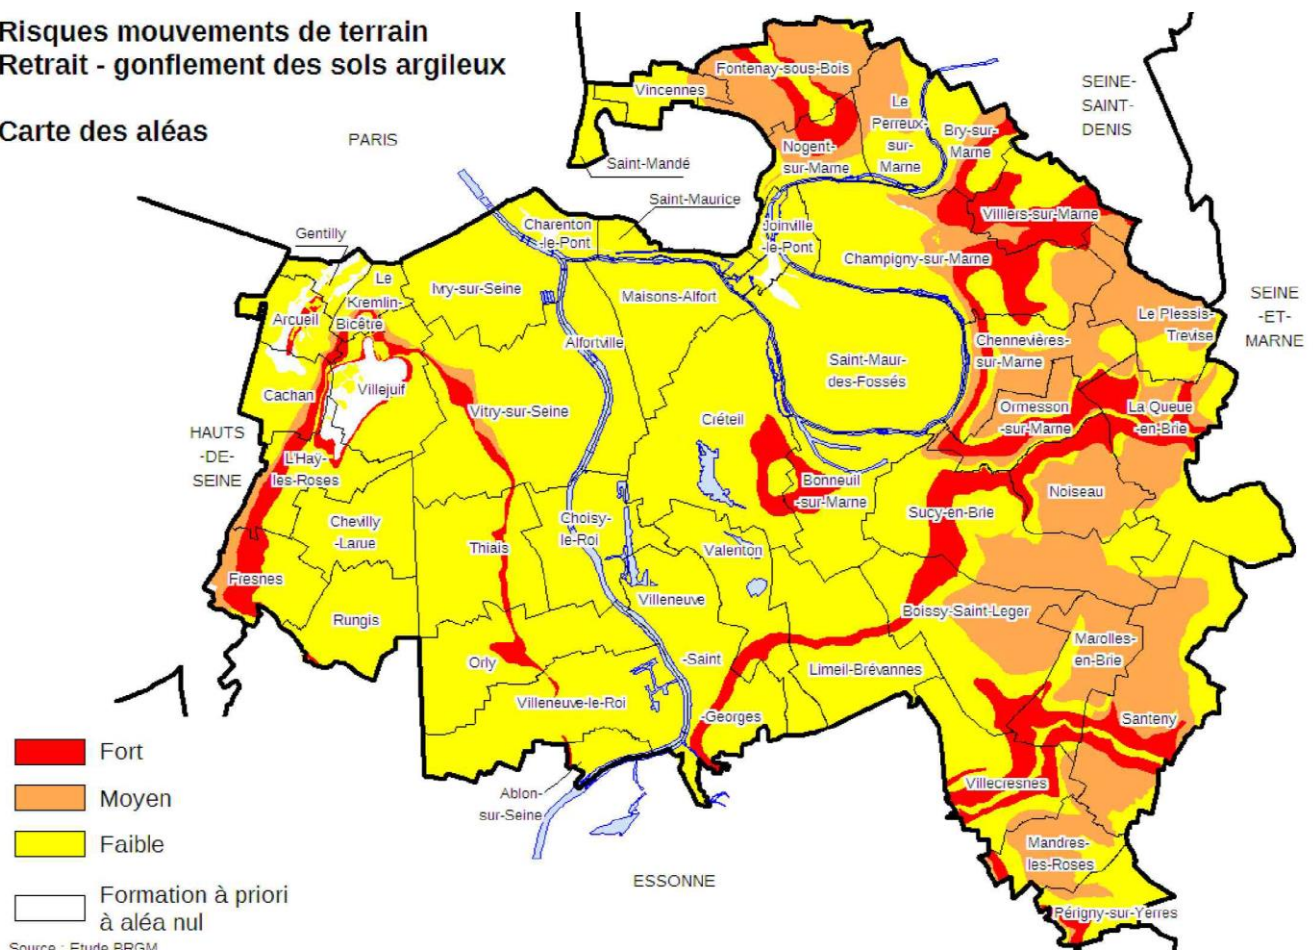 Risques mouvements de terrain
Retrait - gonflement des sols argileux
Carte des aléas
PARIS
SEINE-
SAINT-
DENIS
SEINE
-ET-
MARNE
HAUTS
-DE-
SEINE
ESSONNE
Fontenay-sous-Bois
Vincennes
Le
Perreux-
sur-
Marne
Bry-sur-
Marne
Nogent-
sur-Marne
Saint-Mandé
Saint-Maurice
Charenton
-le-Pont
Joinville
-le-Pont
Villiers-sur-Marne
Champigny-sur-Marne
Gentilly
Le
Kremlin-
Bicêtre
Ivry-sur-Seine
Maisons-Alfort
Arcueil
Alfortville
Le Plessis-
Trevise
Chennevières-
sur-Marne
Saint-Maur-
des-Fossés
Cachan
Villejuif
Vitry-sur-Seine
Créteil
Ormesson
-sur-Marne
La Queue
-en-Brie
L'Haÿ-
les-Roses
Bonneuil
-sur-Marne
Noiseau
Sucy-en-Brie
Chevilly
-Larue
Choisy-
le-Roi
Thiais
Valenton
Fresnes
Villeneuve
Rungis
Boissy-Saint-Leger
Marolles-
en-Brie
Orly
-Saint
Limeil-Brévannes
Villeneuve-le-Roi
-Georges
Santeny
Villecresnes
Ablon-
sur-Seine
Mandres-
les-Roses
Périgny-sur-Yerres
Fort
Moyen
Faible
Formation à priori
à aléa nul
Source : Etude BRGM